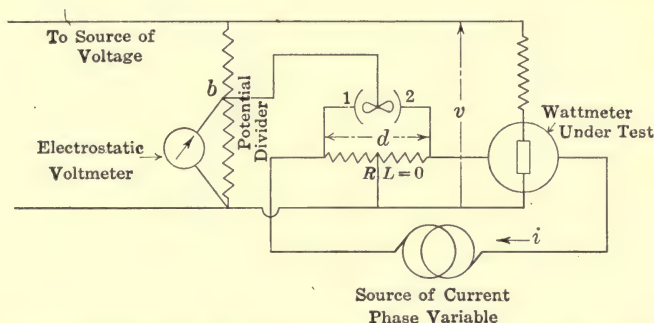 To Source of
Voltage
b
Potential
Divider
Electrostatic
Voltmeter
1
2
d
R L=0
v
Wattmeter
Under Test
i
Source of Current
Phase Variable